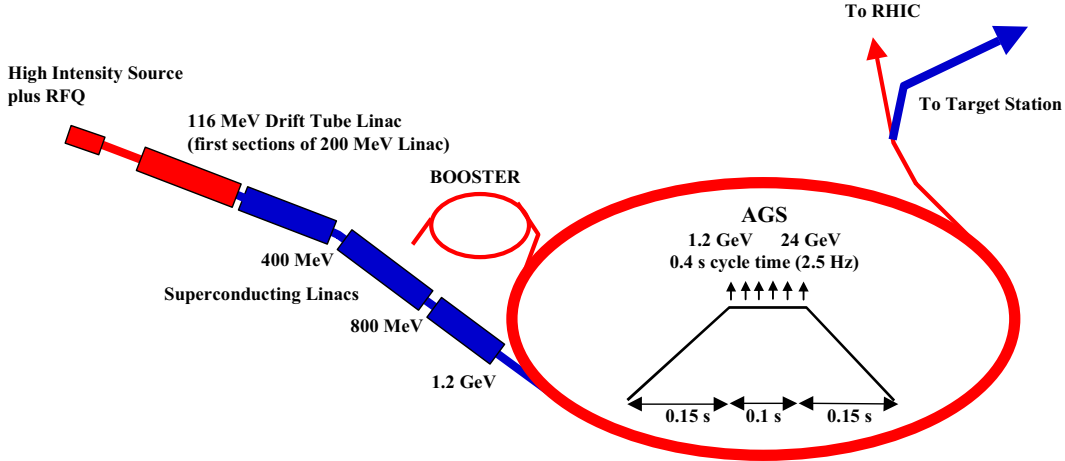 To RHIC
High Intensity Source
plus RFQ
To Target Station
116 MeV Drift Tube Linac
(first sections of 200 MeV Linac)
BOOSTER
AGS
1.2 GeV 24 GeV
0.4 s cycle time (2.5 Hz)
400 MeV
Superconducting Linacs
800 MeV
1.2 GeV
0.15 s 0.1 s 0.15 s